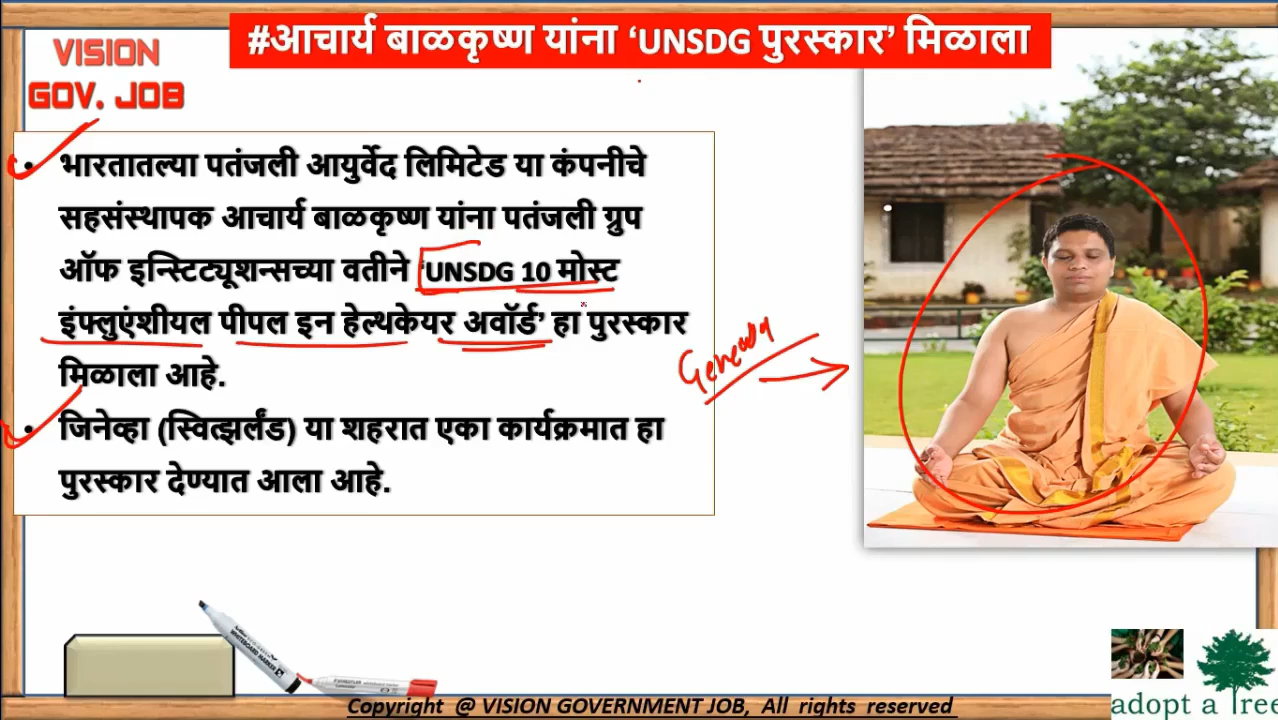 #आचार्य बाळकृष्ण यांना ‘UNSDG पुरस्कार’ मिळाला
VISION
GOV. JOB
• भारतातल्या पतंजली आयुर्वेद लिमिटेड या कंपनीचे
सहसंस्थापक आचार्य बाळकृष्ण यांना पतंजली ग्रुप
ऑफ इन्स्टिट्यूशन्सच्या वतीने ‘UNSDG 10 मोस्ट
इंफ्लुएंशीयल पीपल इन हेल्थकेयर अवॉर्ड’ हा पुरस्कार
मिळाला आहे.
• जिनेव्हा (स्वित्झर्लंड) या शहरात एका कार्यक्रमात हा
पुरस्कार देण्यात आला आहे.
WHITEBOARD MARKER
adopt a Tree
Copyright @ VISION GOVERNMENT JOB, All rights reserved